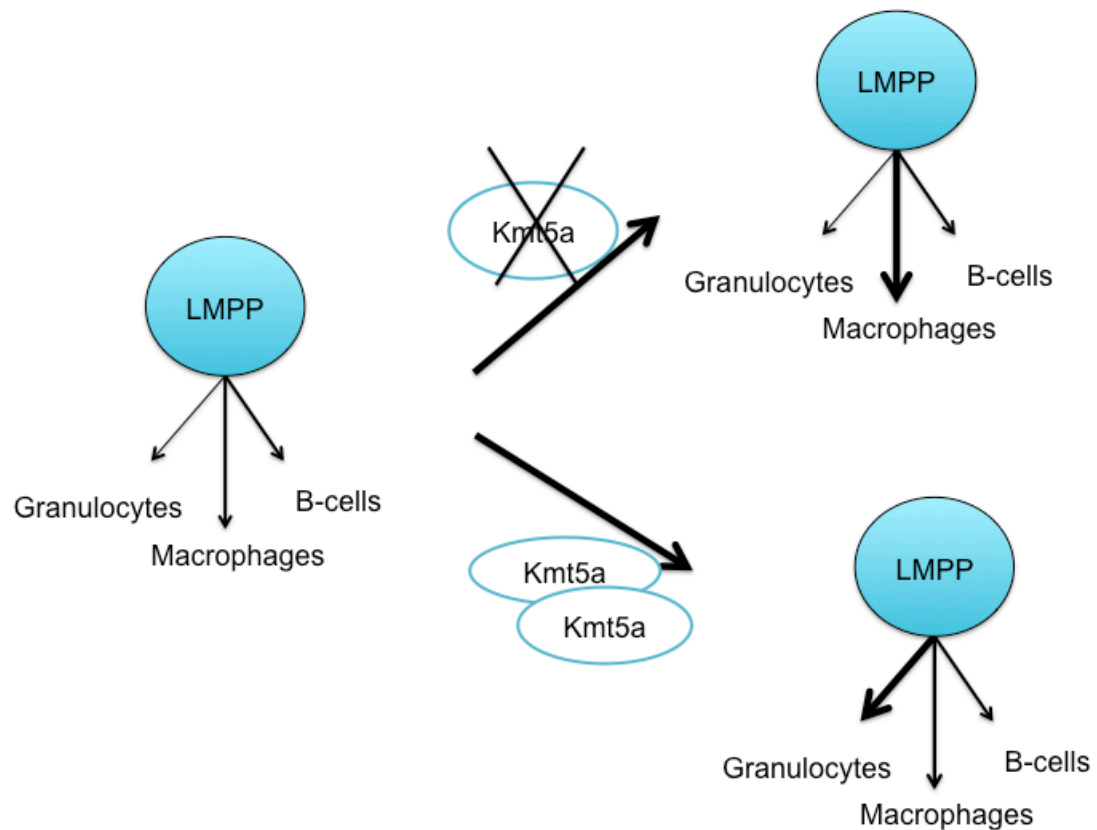 LMPP
Granulocytes
B-cells
Macrophages
Kmt5a
LMPP
Granulocytes
B-cells
Macrophages
Kmt5a
Kmt5a
LMPP
Granulocytes
B-cells
Macrophages